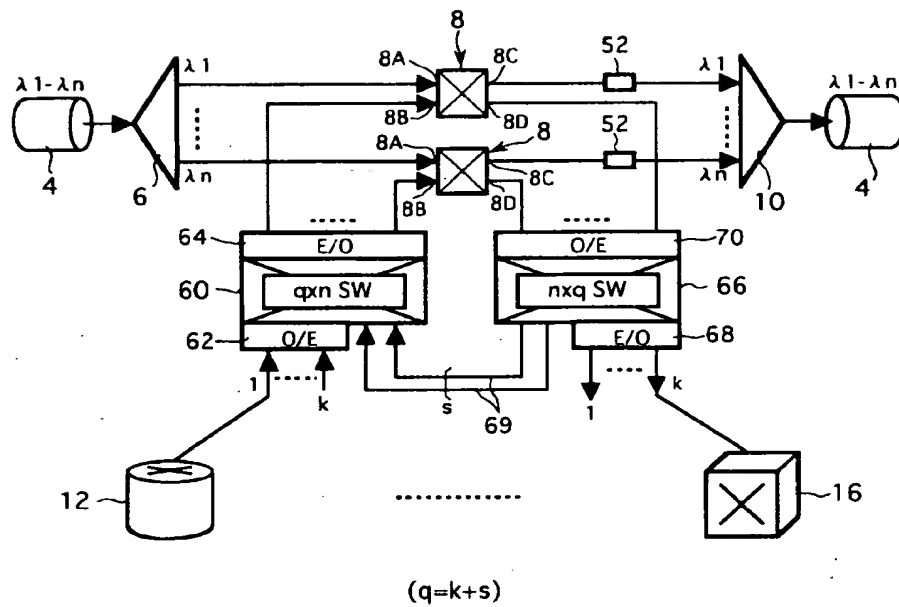 8
52
8A
8C
λ1
λ1
λ1-λn
λ1-λn
8B
8D
8
52
8A
4
6
λn
8C
λn
10
4
8B
8D
64
E/O
O/E
70
60
qxn SW
nxq SW
66
62
O/E
E/O
68
1
k
s
69
1
k
12
16
(q=k+s)